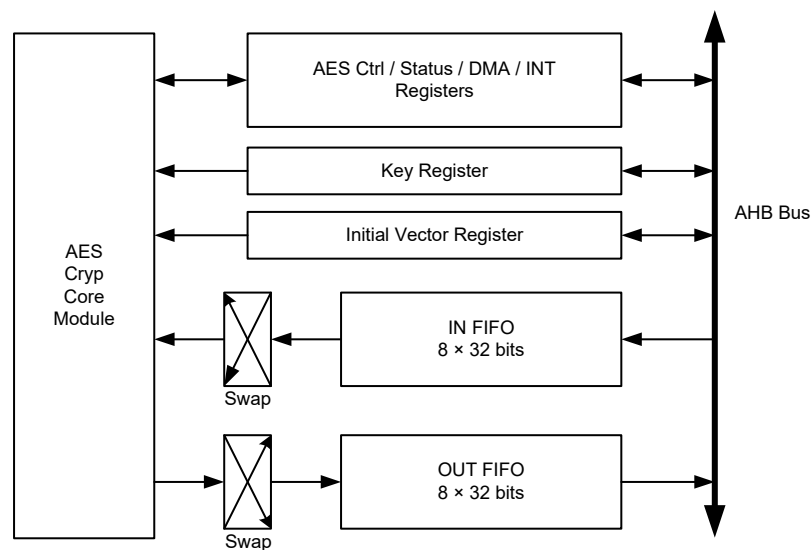 AES Ctrl / Status / DMA / INT
Registers
Key Register
AHB Bus
Initial Vector Register
AES
Cryp
Core
Module
IN FIFO
8 × 32 bits
Swap
OUT FIFO
8 × 32 bits
Swap